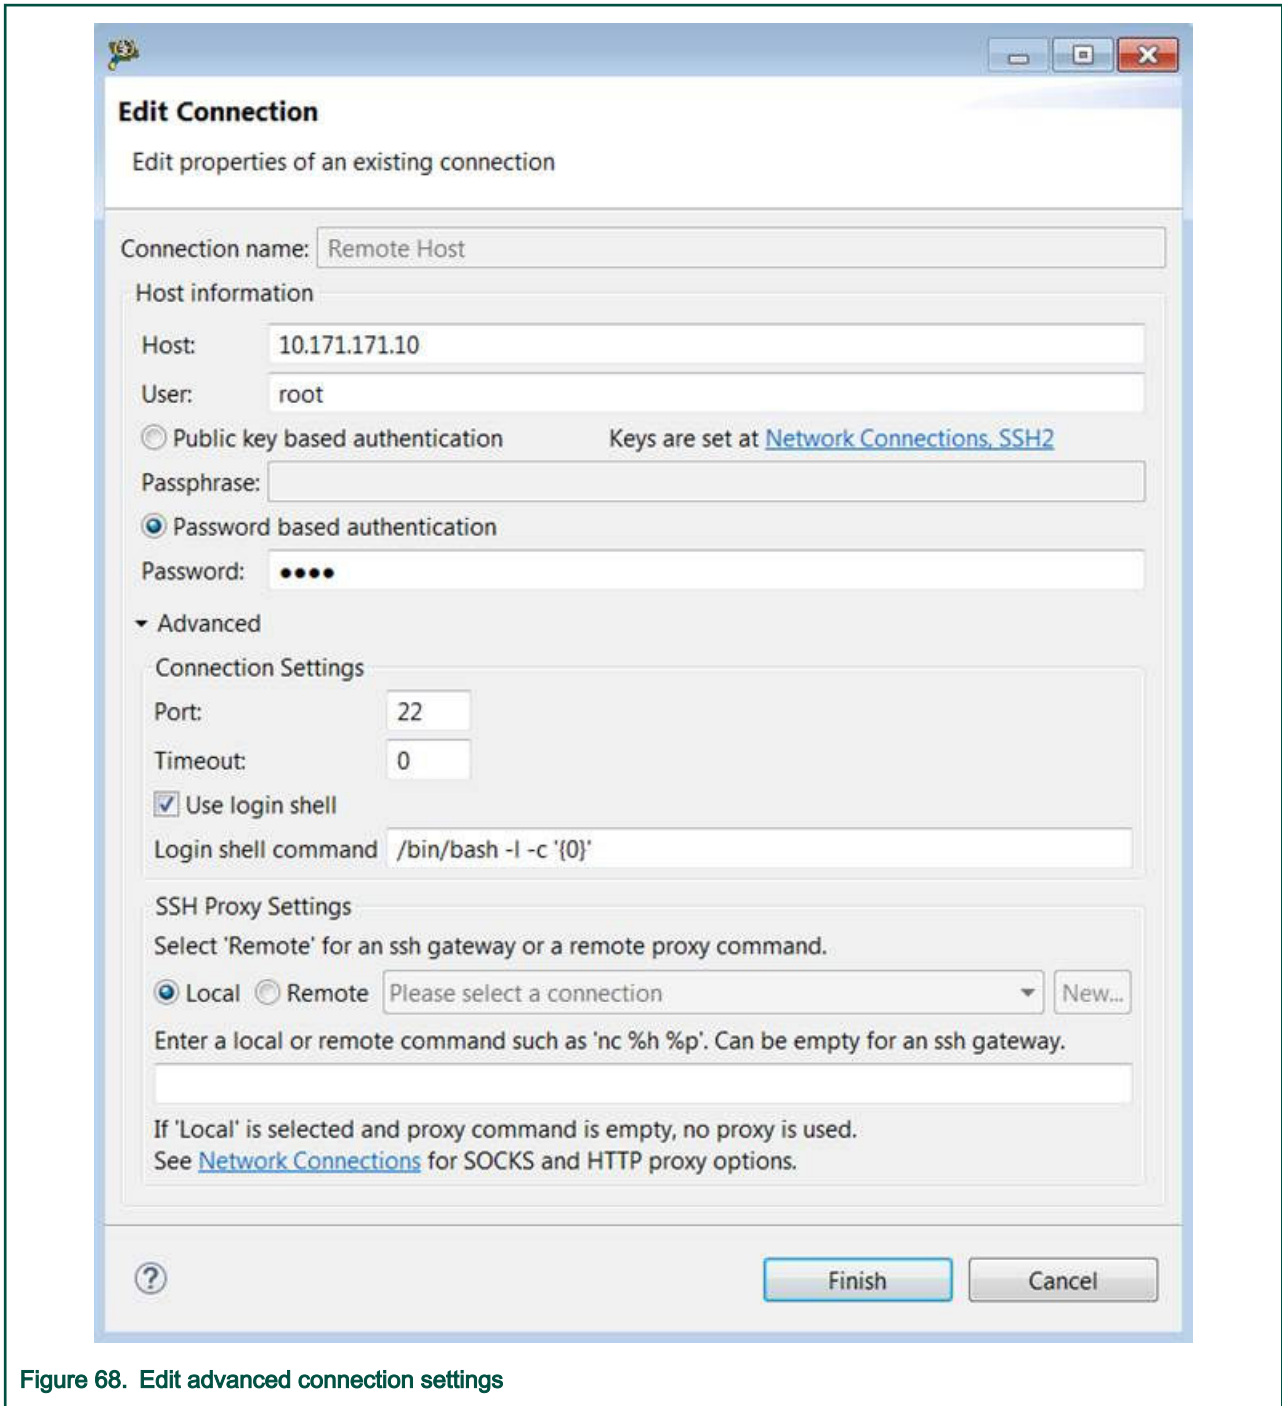 Edit Connection
Edit properties of an existing connection
Connection name: Remote Host
Host information
Host: 10.171.171.10
User: root
Public key based authentication Keys are set at Network Connections, SSH2
Passphrase:
Password based authentication
Password: ●●●●
Advanced
Connection Settings
Port: 22
Timeout: 0
Use login shell
Login shell command /bin/bash -l -c '{0}'
SSH Proxy Settings
Select 'Remote' for an ssh gateway or a remote proxy command.
Local Remote Please select a connection New...
Enter a local or remote command such as 'nc %h %p'. Can be empty for an ssh gateway.
If 'Local' is selected and proxy command is empty, no proxy is used.
See Network Connections for SOCKS and HTTP proxy options.
? Finish Cancel
Figure 68. Edit advanced connection settings